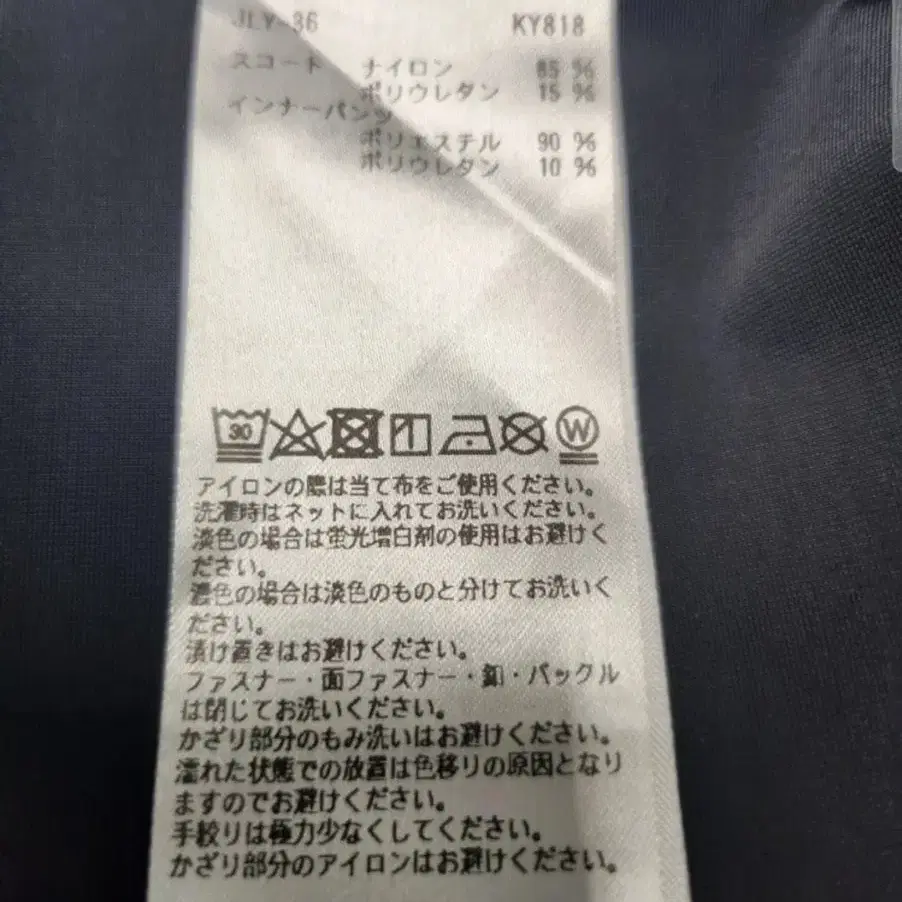 JLY-36 KY818
スコート ナイロン 85 %
ポリウレタン 15 %
インナーパンツ
ポリエステル 90 %
ポリウレタン 10 %
30 W
アイロンの際は当て布をご使用ください。
洗濯時はネットに入れてお洗いください。
淡色の場合は蛍光増白剤の使用はお避けく
ださい。
濃色の場合は淡色のものと分けてお洗いく
ださい。
漬け置きはお避けください。
ファスナー・面ファスナー・釦・バックル
は閉じてお洗いください。
かざり部分のもみ洗いはお避けください。
濡れた状態での放置は色移りの原因となり
ますのでお避けください。
手絞りは極力少なくしてください。
かざり部分のアイロンはお避けください。